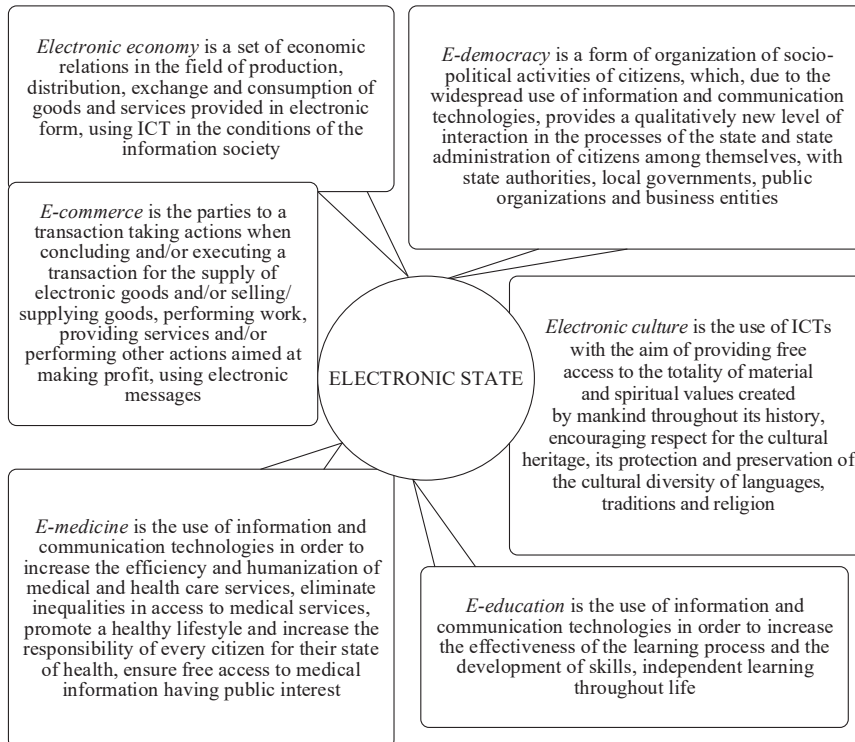 Electronic economy is a set of economic
relations in the field of production,
distribution, exchange and consumption of
goods and services provided in electronic
form, using ICT in the conditions of the
information society
E-democracy is a form of organization of socio-
political activities of citizens, which, due to the
widespread use of information and communication
technologies, provides a qualitatively new level of
interaction in the processes of the state and state
administration of citizens among themselves, with
state authorities, local governments, public
organizations and business entities
E-commerce is the parties to a
transaction taking actions when
concluding and/or executing a
transaction for the supply of
electronic goods and/or selling/
supplying goods, performing work,
providing services and/or
performing other actions aimed at
making profit, using electronic
messages
ELECTRONIC STATE
Electronic culture is the use of ICTs
with the aim of providing free
access to the totality of material
and spiritual values created
by mankind throughout its history,
encouraging respect for the cultural
heritage, its protection and preservation of
the cultural diversity of languages,
traditions and religion
E-medicine is the use of information and
communication technologies in order to
increase the efficiency and humanization of
medical and health care services, eliminate
inequalities in access to medical services,
promote a healthy lifestyle and increase the
responsibility of every citizen for their state
of health, ensure free access to medical
information having public interest
E-education is the use of information and
communication technologies in order to increase
the effectiveness of the learning process and the
development of skills, independent learning
throughout life